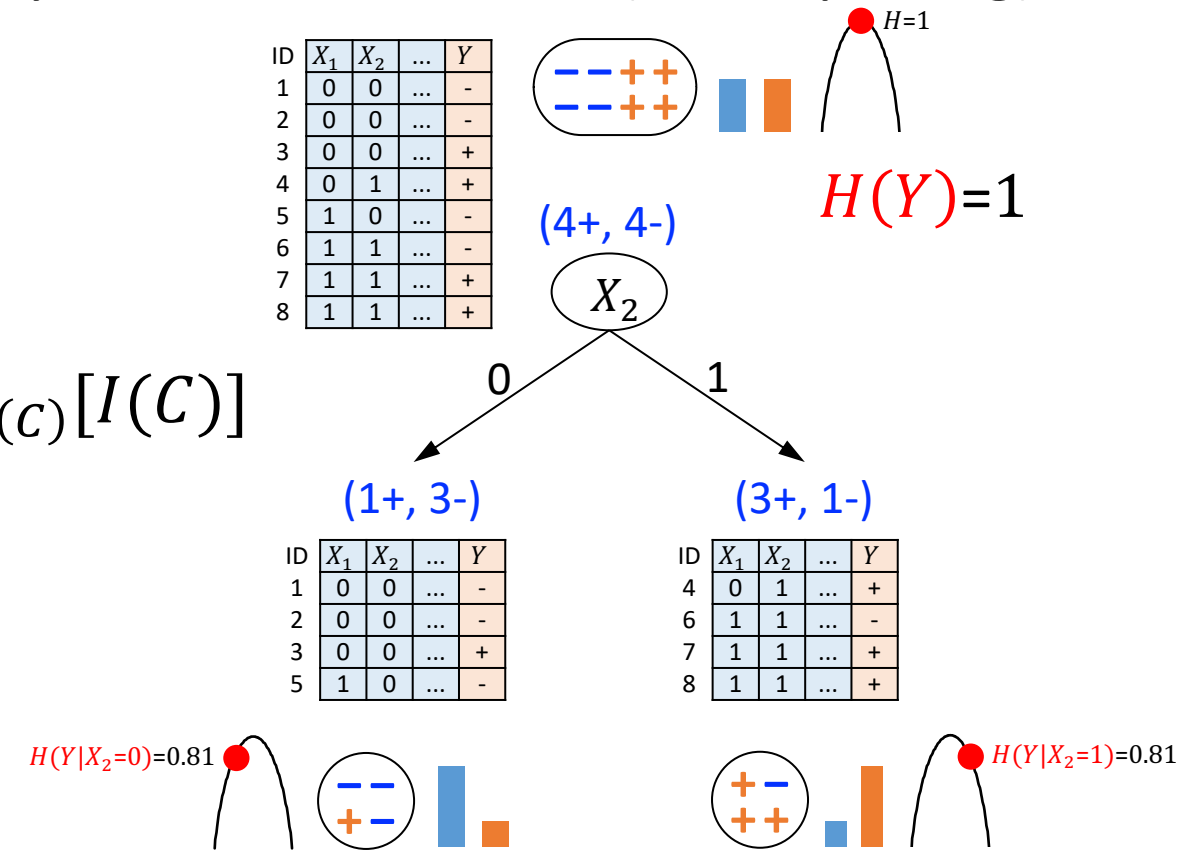 H=1
ID X₁ X₂ ... Y
1 0 0 ... -
2 0 0 ... -
3 0 0 ... +
4 0 1 ... +
5 1 0 ... -
6 1 1 ... -
7 1 1 ... +
8 1 1 ... +
− − + +
− − + +
H(Y)=1
(4+, 4-)
X₂
0 1
(C)[I(C)]
(1+, 3-)
ID X₁ X₂ ... Y
1 0 0 ... -
2 0 0 ... -
3 0 0 ... +
5 1 0 ... -
(3+, 1-)
ID X₁ X₂ ... Y
4 0 1 ... +
6 1 1 ... -
7 1 1 ... +
8 1 1 ... +
H(Y|X₂=0)=0.81
− −
+ −
+ −
+ +
H(Y|X₂=1)=0.81